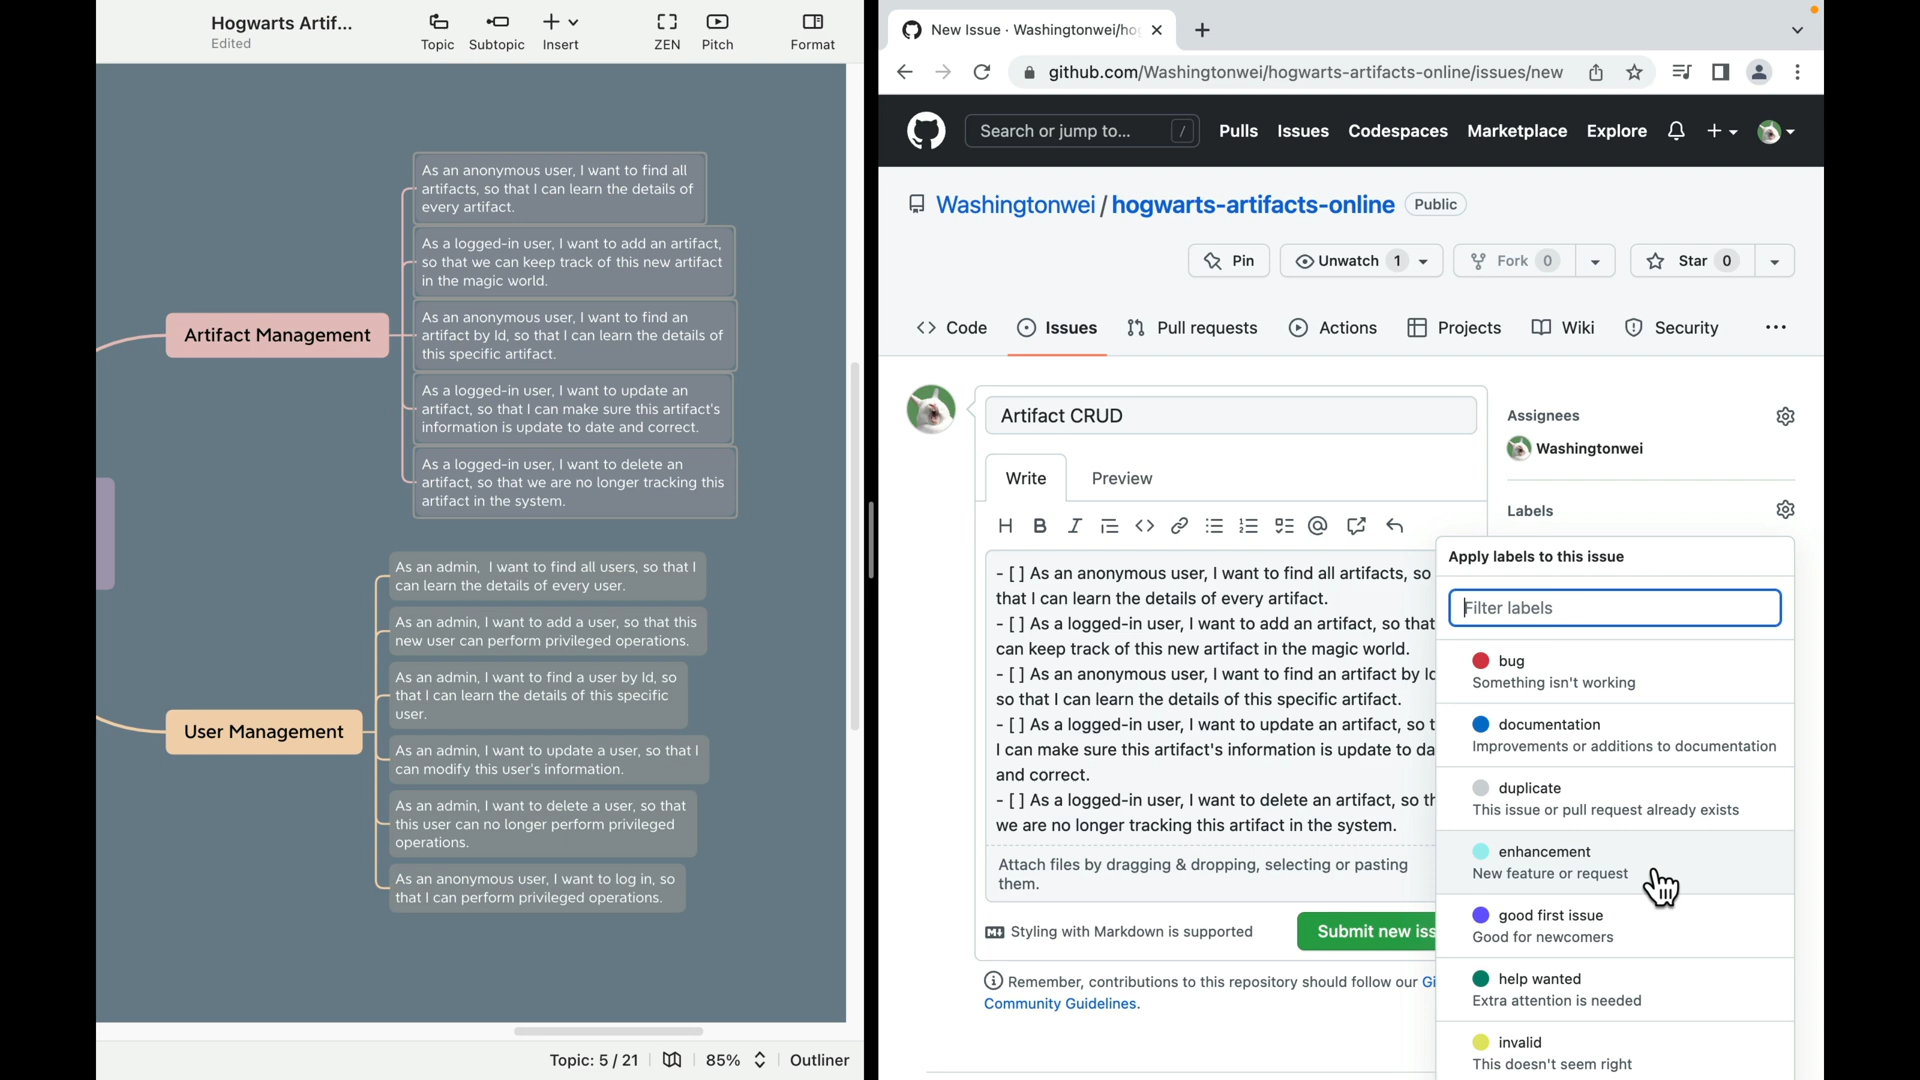 Hogwarts Artif...
Edited
Topic
Subtopic
Insert
ZEN
Pitch
Format
As an anonymous user, I want to find all
artifacts, so that I can learn the details of
every artifact.
As a logged-in user, I want to add an artifact,
so that we can keep track of this new artifact
in the magic world.
As an anonymous user, I want to find an
artifact by Id, so that I can learn the details of
this specific artifact.
As a logged-in user, I want to update an
artifact, so that I can make sure this artifact's
information is update to date and correct.
As a logged-in user, I want to delete an
artifact, so that we are no longer tracking this
artifact in the system.
Artifact Management
As an admin, I want to find all users, so that I
can learn the details of every user.
As an admin, I want to add a user, so that this
new user can perform privileged operations.
As an admin, I want to find a user by Id, so
that I can learn the details of this specific
user.
As an admin, I want to update a user, so that I
can modify this user's information.
As an admin, I want to delete a user, so that
this user can no longer perform privileged
operations.
As an anonymous user, I want to log in, so
that I can perform privileged operations.
User Management
Topic: 5 / 21
85%
Outliner
New Issue · Washingtonwei/ho
github.com/Washingtonwei/hogwarts-artifacts-online/issues/new
Search or jump to...
/
Pulls
Issues
Codespaces
Marketplace
Explore
Washingtonwei / hogwarts-artifacts-online
Public
Pin
Unwatch 1
Fork 0
Star 0
Code
Issues
Pull requests
Actions
Projects
Wiki
Security
Artifact CRUD
Write
Preview
- [ ] As an anonymous user, I want to find all artifacts, so
that I can learn the details of every artifact.
- [ ] As a logged-in user, I want to add an artifact, so that
can keep track of this new artifact in the magic world.
- [ ] As an anonymous user, I want to find an artifact by Id
so that I can learn the details of this specific artifact.
- [ ] As a logged-in user, I want to update an artifact, so t
I can make sure this artifact's information is update to da
and correct.
- [ ] As a logged-in user, I want to delete an artifact, so th
we are no longer tracking this artifact in the system.
Attach files by dragging & dropping, selecting or pasting
them.
Styling with Markdown is supported
Submit new iss
Remember, contributions to this repository should follow our Gi
Community Guidelines.
Assignees
Washingtonwei
Labels
Apply labels to this issue
Filter labels
bug
Something isn't working
documentation
Improvements or additions to documentation
duplicate
This issue or pull request already exists
enhancement
New feature or request
good first issue
Good for newcomers
help wanted
Extra attention is needed
invalid
This doesn't seem right